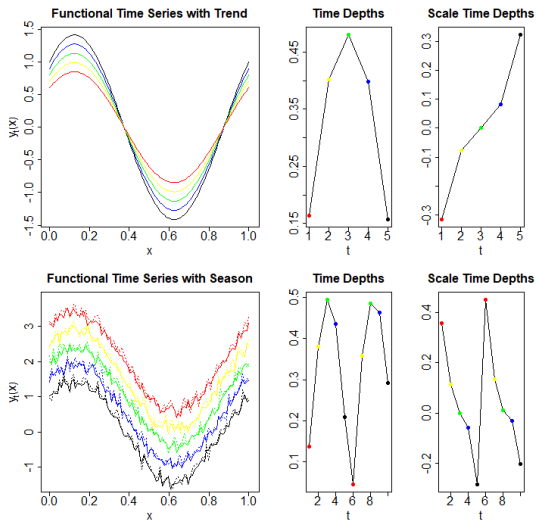 Functional Time Series with Trend
Time Depths
Scale Time Depths
yₜ(x)
-1.5 -0.5 0.0 0.5 1.0 1.5
0.0 0.2 0.4 0.6 0.8 1.0
x
0.15 0.25 0.35 0.45
1 2 3 4 5
t
-0.3 -0.1 0.0 0.1 0.2 0.3
1 2 3 4 5
t
Functional Time Series with Season
Time Depths
Scale Time Depths
yₜ(x)
-1 0 1 2 3
0.0 0.2 0.4 0.6 0.8 1.0
x
0.1 0.2 0.3 0.4 0.5
2 4 6 8
t
-0.2 0.0 0.2 0.4
2 4 6 8
t